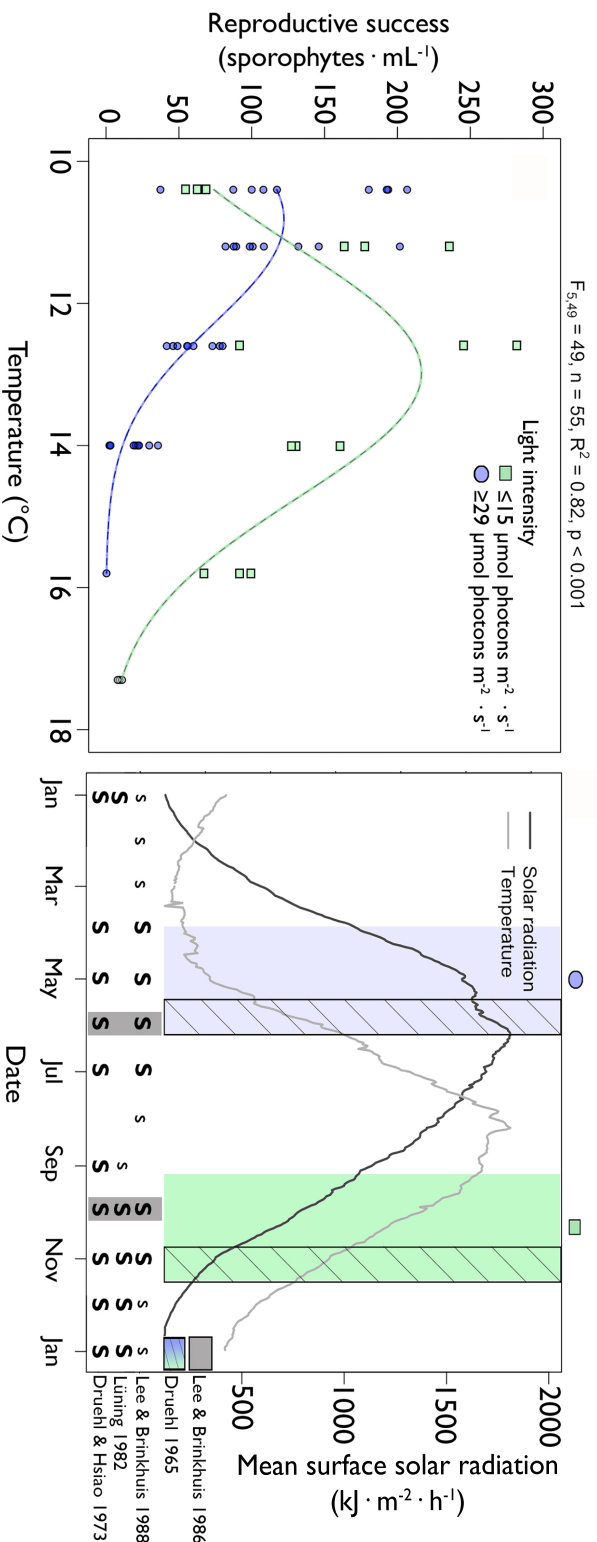 F5,49 = 49, n = 55, R2 = 0.82, p < 0.001
Reproductive success
(sporophytes · mL-1)
300
250
200
150
100
50
0
Light intensity
≤15 μmol photons m-2 · s-1
≥29 μmol photons m-2 · s-1
10
12
14
16
18
Temperature (°C)
Solar radiation
Temperature
2000
1500
1000
500
Mean surface solar radiation
(kJ · m-2 · h-1)
Lee & Brinkhuis 1986
Druehl 1965
s s s S S S S s S S s s Lee & Brinkhuis 1988
S s S S S S Lüning 1982
S S S S S S S S S S Druehl & Hsiao 1973
Jan
Mar
May
Jul
Sep
Nov
Jan
Date